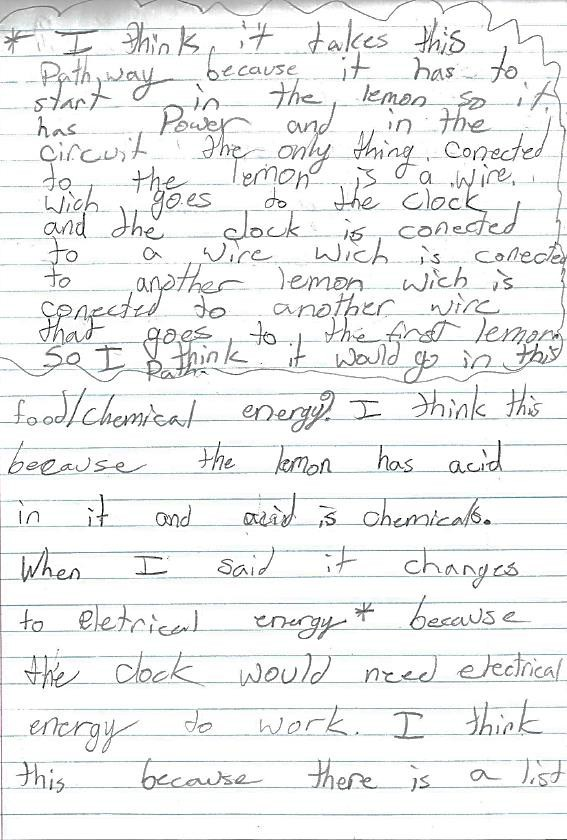 * I think it takes this
Path way because it has to
start in the lemon so it
has Power and in the
circuit the only thing conected
to the lemon is a wire.
wich goes to the clock
and the clock is conected
to a wire wich is conected
to another lemon wich is
conected to another wire
that goes to the first lemon
So I think it would go in this
Path.
food/chemical energy? I think this
because the lemon has acid
in it and acid is chemicals.
When I said it changes
to eletrical energy * because
the clock would need electrical
energy to work. I think
this because there is a list